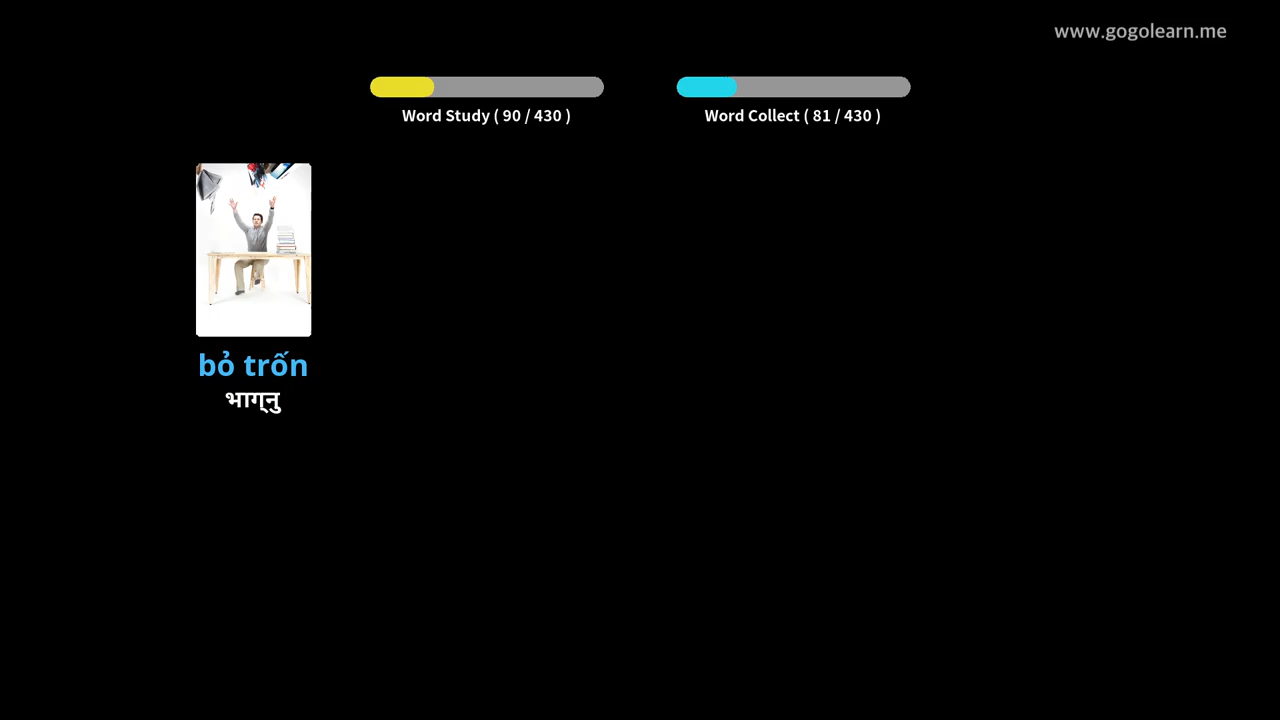 www.gogolearn.me
Word Study ( 90 / 430 )
Word Collect ( 81 / 430 )
bỏ trốn
भाग्नु